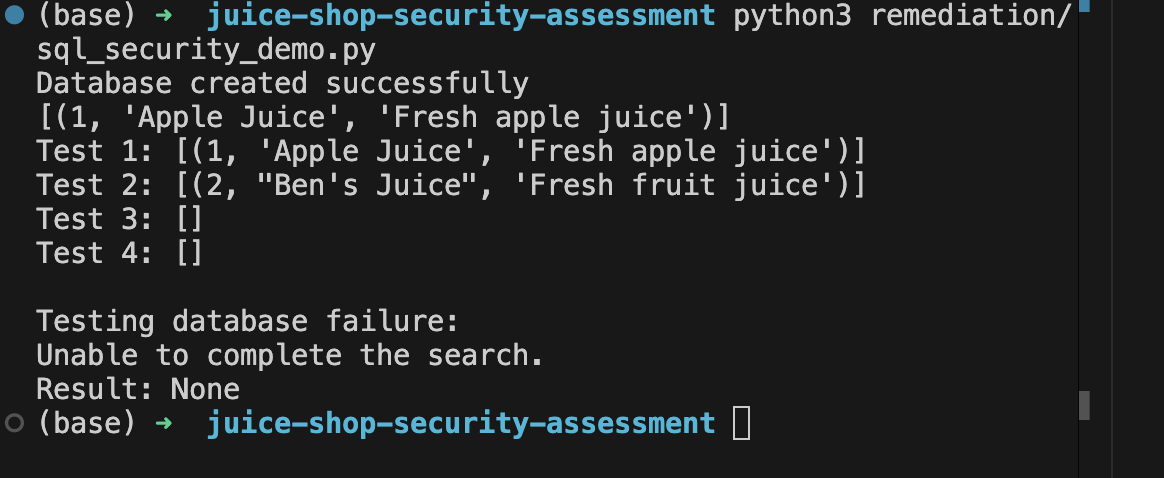 (base) ➜ juice-shop-security-assessment python3 remediation/
sql_security_demo.py
Database created successfully
[(1, 'Apple Juice', 'Fresh apple juice')]
Test 1: [(1, 'Apple Juice', 'Fresh apple juice')]
Test 2: [(2, "Ben's Juice", 'Fresh fruit juice')]
Test 3: []
Test 4: []
Testing database failure:
Unable to complete the search.
Result: None
(base) ➜ juice-shop-security-assessment